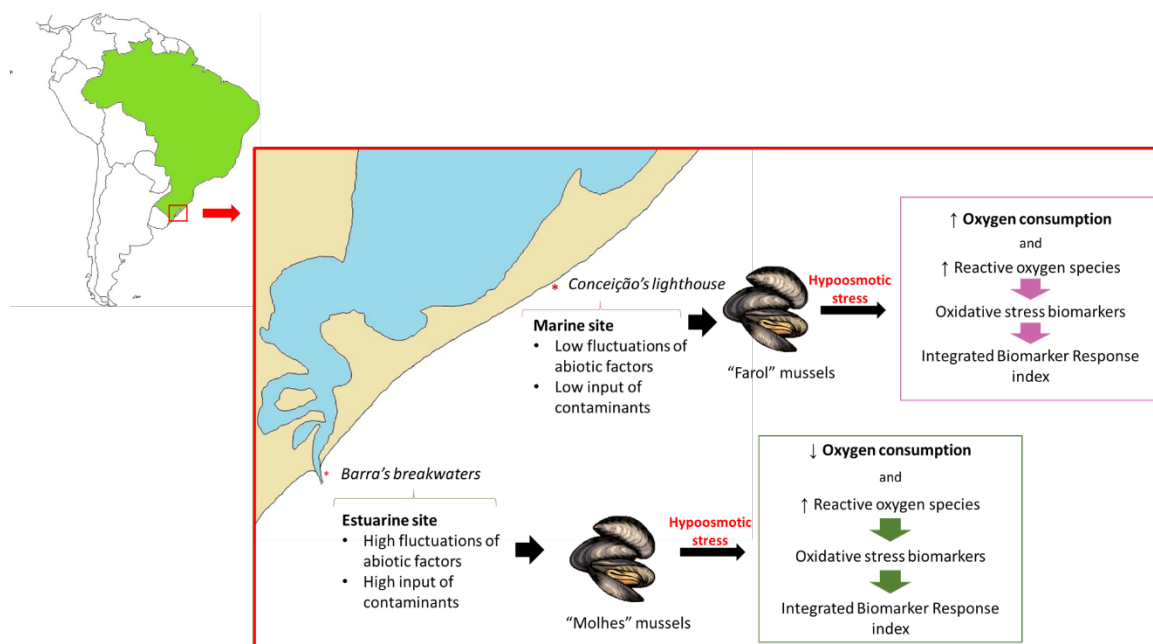 * Conceição’s lighthouse
Marine site
• Low fluctuations of
abiotic factors
• Low input of
contaminants
“Farol” mussels
Hypoosmotic
stress
↑ Oxygen consumption
and
↑ Reactive oxygen species
Oxidative stress biomarkers
Integrated Biomarker Response
index
* Barra’s breakwaters
Estuarine site
• High fluctuations of
abiotic factors
• High input of
contaminants
“Molhes” mussels
Hypoosmotic
stress
↓ Oxygen consumption
and
↑ Reactive oxygen species
Oxidative stress biomarkers
Integrated Biomarker Response
index